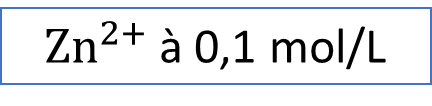 Zn²⁺ à 0,1 mol/L